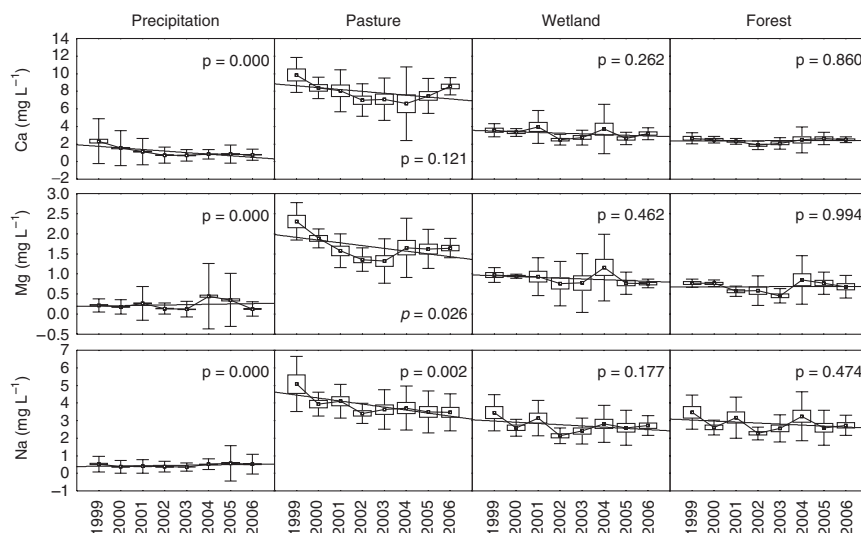 Precipitation Pasture Wetland Forest
Ca (mg L⁻¹)
14
12
10
8
6
4
2
0
−2
p = 0.000
p = 0.121
p = 0.262
p = 0.860
Mg (mg L⁻¹)
3.0
2.5
2.0
1.5
1.0
0.5
0.0
−0.5
p = 0.000
p = 0.026
p = 0.462
p = 0.994
Na (mg L⁻¹)
7
6
5
4
3
2
1
0
−1
p = 0.000
p = 0.002
p = 0.177
p = 0.474
1999 2000 2001 2002 2003 2004 2005 2006 1999 2000 2001 2002 2003 2004 2005 2006 1999 2000 2001 2002 2003 2004 2005 2006 1999 2000 2001 2002 2003 2004 2005 2006